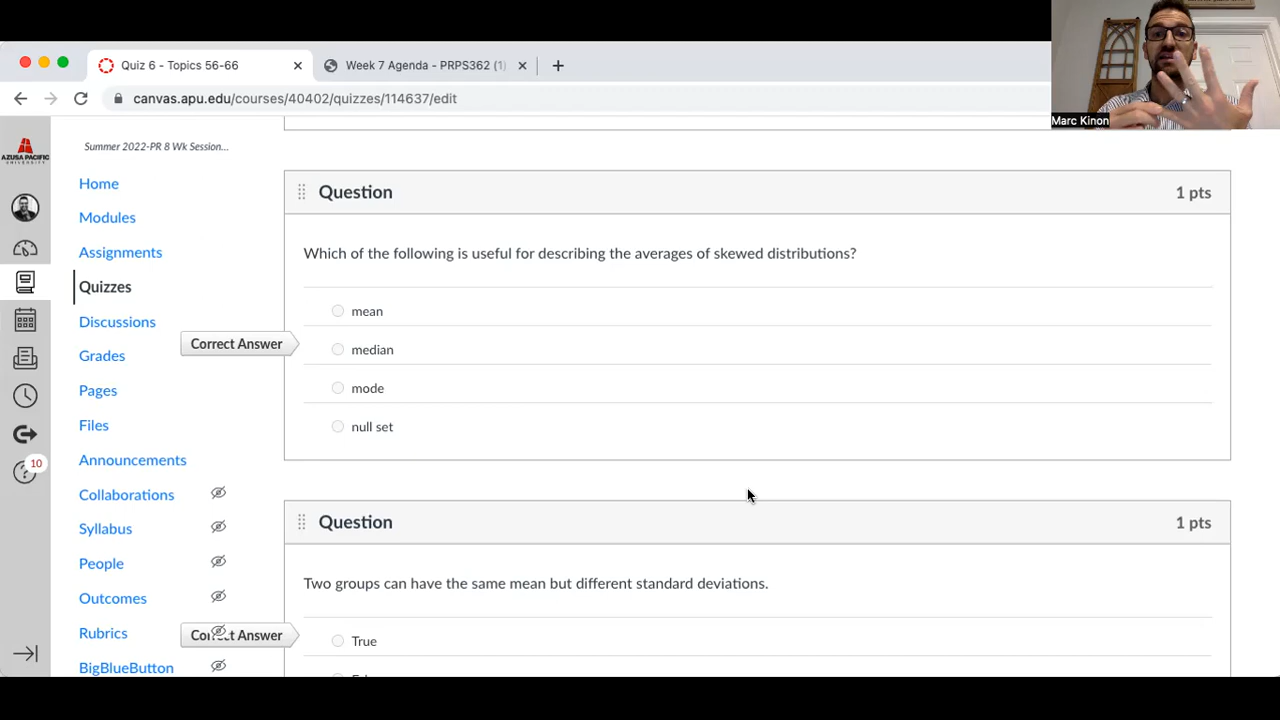 Quiz 6 - Topics 56-66
Week 7 Agenda - PRPS362 (1)
canvas.apu.edu/courses/40402/quizzes/114637/edit
Marc Kinon
AZUSA PACIFIC
UNIVERSITY
10
Summer 2022-PR 8 Wk Session...
Home
Modules
Assignments
Quizzes
Discussions
Grades
Pages
Files
Announcements
Collaborations
Syllabus
People
Outcomes
Rubrics
BigBlueButton
Question 1 pts
Which of the following is useful for describing the averages of skewed distributions?
mean
Correct Answer
median
mode
null set
Question 1 pts
Two groups can have the same mean but different standard deviations.
Correct Answer
True